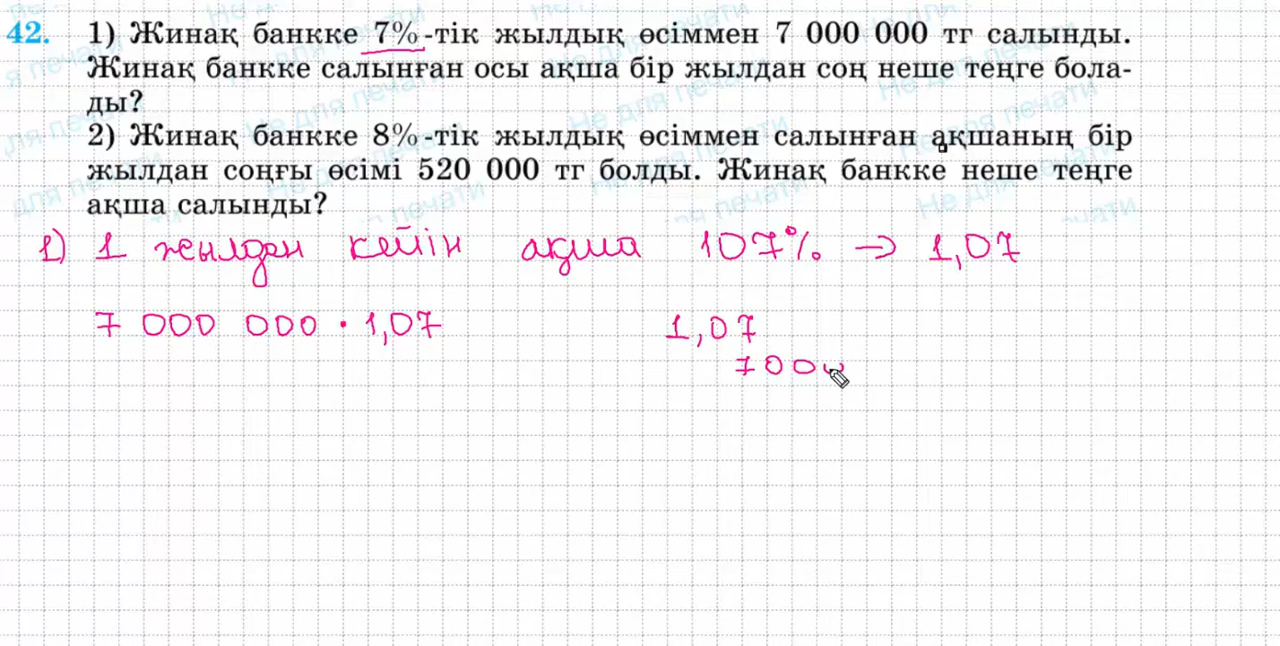 42. 1) Жинақ банкке 7%-тік жылдық өсіммен 7 000 000 тг салынды.
Жинақ банкке салынған осы ақша бір жылдан соң неше теңге бола-
ды?
2) Жинақ банкке 8%-тік жылдық өсіммен салынған ақшаның бір
жылдан соңғы өсімі 520 000 тг болды. Жинақ банкке неше теңге
ақша салынды?
1) 1 жылдан кейін ақша 107% → 1,07
7 000 000 · 1,07 1,07
700